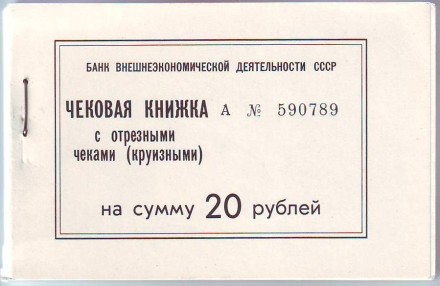 БАНК ВНЕШНЕЭКОНОМИЧЕСКОЙ ДЕЯТЕЛЬНОСТИ СССР
ЧЕКОВАЯ КНИЖКА А № 590789
с отрезными
чеками (круизными)
на сумму 20 рублей